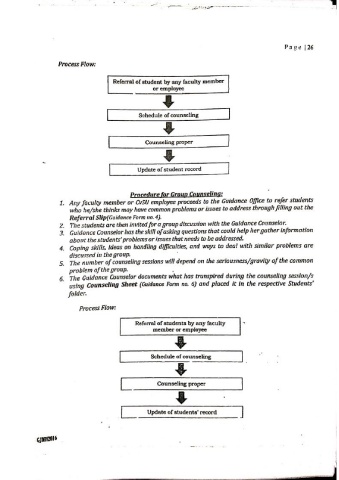 Page | 26
Process Flow:
Referral of student by any faculty member
or employee
Schedule of counseling
Counseling proper
Update of student record
Procedure for Group Counseling:
1. Any faculty member or CvSU employee proceeds to the Guidance Office to refer students
who he/she thinks may have common problems or issues to address through filling out the
Referral Slip(Guidance Form no. 4).
2. The students are then invited for a group discussion with the Guidance Counselor.
3. Guidance Counselor has the skill of asking questions that could help her gather information
about the students' problems or issues that needs to be addressed.
4. Coping skills, ideas on handling difficulties, and ways to deal with similar problems are
discussed in the group.
5. The number of counseling sessions will depend on the seriousness/gravity of the common
problem of the group.
6. The Guidance Counselor documents what has transpired during the counseling session/s
using Counseling Sheet (Guidance Form no. 6) and placed it in the respective Students'
folder.
Process Flow:
Referral of students by any faculty
member or employee
Schedule of counseling
Counseling proper
Update of students' record